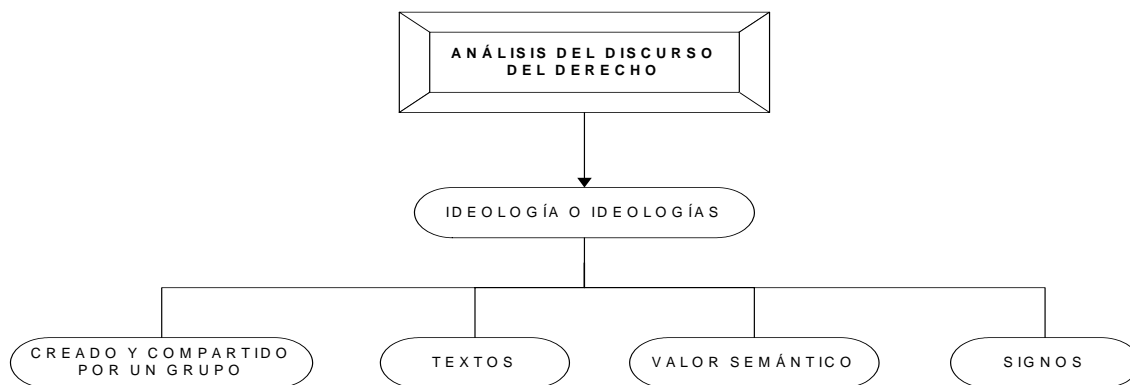 ANÁLISIS DEL DISCURSO
DEL DERECHO
IDEOLOGÍA O IDEOLOGÍAS
CREADO Y COMPARTIDO
POR UN GRUPO
TEXTOS
VALOR SEMÁNTICO
SIGNOS